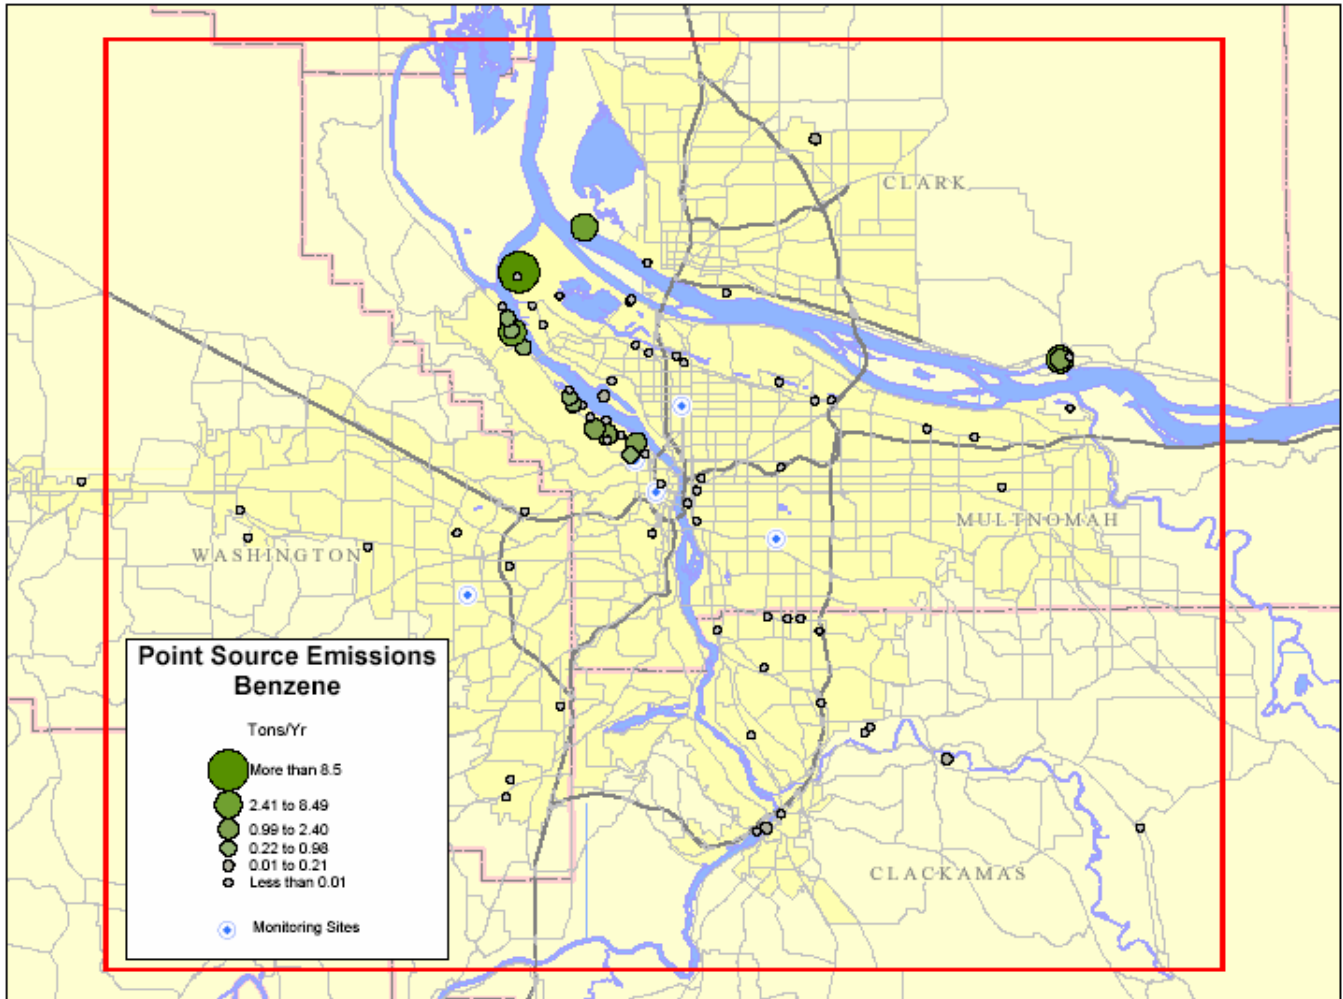 CLARK
MULTNOMAH
WASHINGTON
Point Source Emissions
Benzene
Tons/Yr
More than 8.5
2.41 to 8.49
0.99 to 2.40
0.22 to 0.98
0.01 to 0.21
Less than 0.01
Monitoring Sites
CLACKAMAS